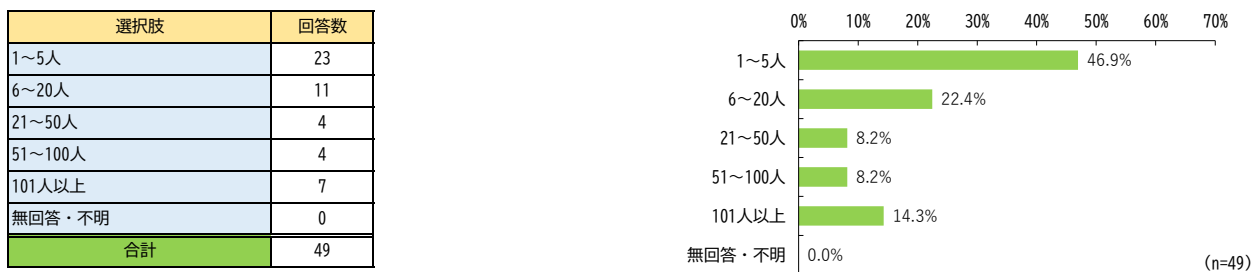 選択肢 回答数
1～5人 23
6～20人 11
21～50人 4
51～100人 4
101人以上 7
無回答・不明 0
合計 49
0% 10% 20% 30% 40% 50% 60% 70%
1～5人 46.9%
6～20人 22.4%
21～50人 8.2%
51～100人 8.2%
101人以上 14.3%
無回答・不明 0.0%
(n=49)